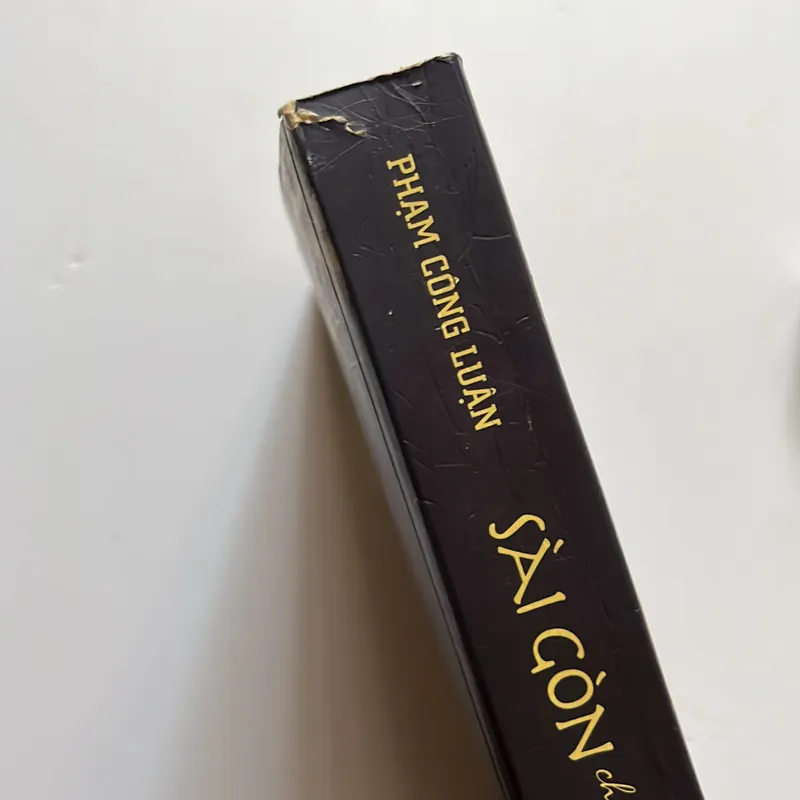 PHẠM CÔNG LUẬN
SÀI GÒN